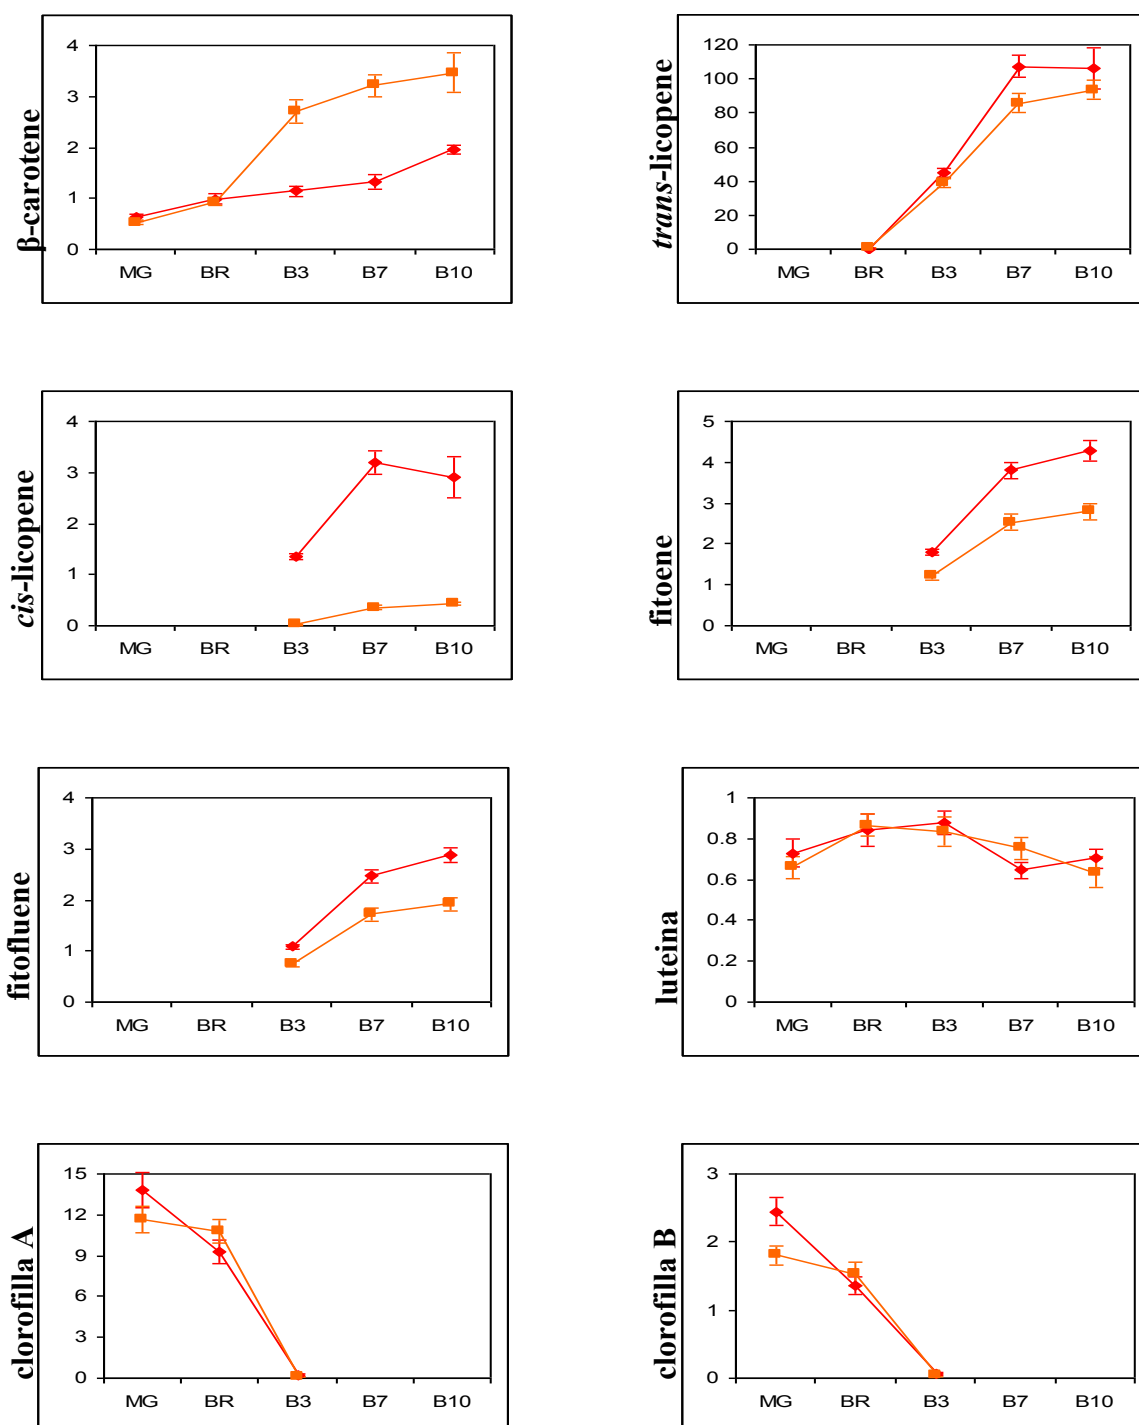 β-carotene
4
3
2
1
0
MG BR B3 B7 B10
trans-licopene
120
100
80
60
40
20
0
MG BR B3 B7 B10
cis-licopene
4
3
2
1
0
MG BR B3 B7 B10
fitoene
5
4
3
2
1
0
MG BR B3 B7 B10
fitofluene
4
3
2
1
0
MG BR B3 B7 B10
luteina
1
0.8
0.6
0.4
0.2
0
MG BR B3 B7 B10
clorofilla A
15
12
9
6
3
0
MG BR B3 B7 B10
clorofilla B
3
2
1
0
MG BR B3 B7 B10